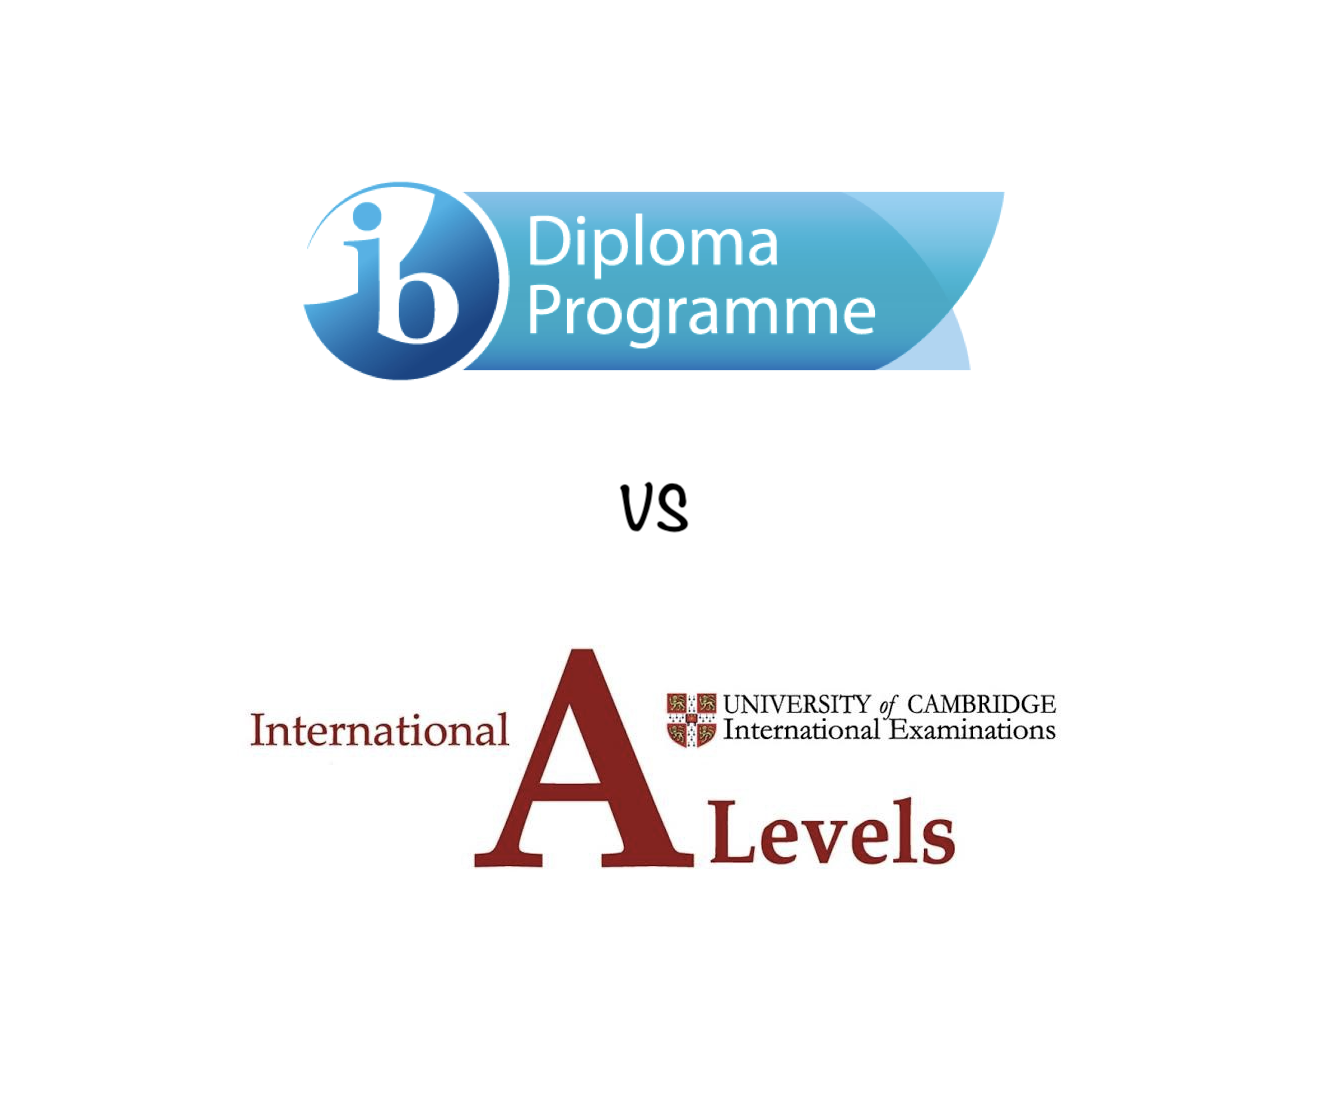 ib
Diploma
Programme
vs
International
A
UNIVERSITY of CAMBRIDGE
International Examinations
Levels